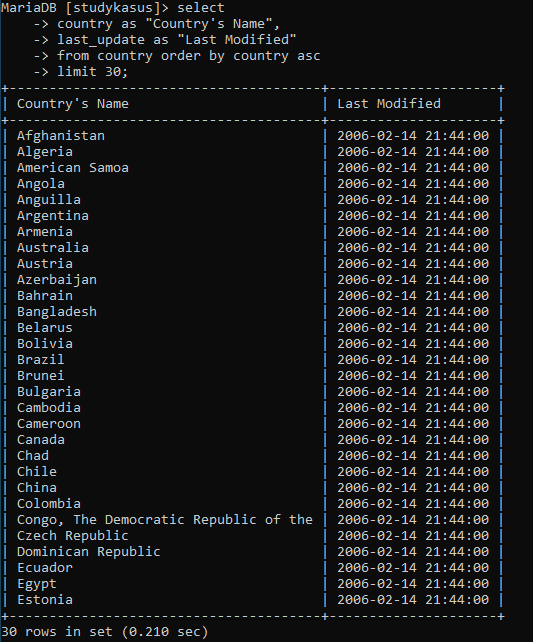 MariaDB [studykasus]> select
    -> country as "Country's Name",
    -> last_update as "Last Modified"
    -> from country order by country asc
    -> limit 30;
+---------------------------------------+---------------------+
| Country's Name                        | Last Modified       |
+---------------------------------------+---------------------+
| Afghanistan                           | 2006-02-14 21:44:00 |
| Algeria                               | 2006-02-14 21:44:00 |
| American Samoa                        | 2006-02-14 21:44:00 |
| Angola                                | 2006-02-14 21:44:00 |
| Anguilla                              | 2006-02-14 21:44:00 |
| Argentina                             | 2006-02-14 21:44:00 |
| Armenia                               | 2006-02-14 21:44:00 |
| Australia                             | 2006-02-14 21:44:00 |
| Austria                               | 2006-02-14 21:44:00 |
| Azerbaijan                            | 2006-02-14 21:44:00 |
| Bahrain                               | 2006-02-14 21:44:00 |
| Bangladesh                            | 2006-02-14 21:44:00 |
| Belarus                               | 2006-02-14 21:44:00 |
| Bolivia                               | 2006-02-14 21:44:00 |
| Brazil                                | 2006-02-14 21:44:00 |
| Brunei                                | 2006-02-14 21:44:00 |
| Bulgaria                              | 2006-02-14 21:44:00 |
| Cambodia                              | 2006-02-14 21:44:00 |
| Cameroon                              | 2006-02-14 21:44:00 |
| Canada                                | 2006-02-14 21:44:00 |
| Chad                                  | 2006-02-14 21:44:00 |
| Chile                                 | 2006-02-14 21:44:00 |
| China                                 | 2006-02-14 21:44:00 |
| Colombia                              | 2006-02-14 21:44:00 |
| Congo, The Democratic Republic of the | 2006-02-14 21:44:00 |
| Czech Republic                        | 2006-02-14 21:44:00 |
| Dominican Republic                    | 2006-02-14 21:44:00 |
| Ecuador                               | 2006-02-14 21:44:00 |
| Egypt                                 | 2006-02-14 21:44:00 |
| Estonia                               | 2006-02-14 21:44:00 |
+---------------------------------------+---------------------+
30 rows in set (0.210 sec)